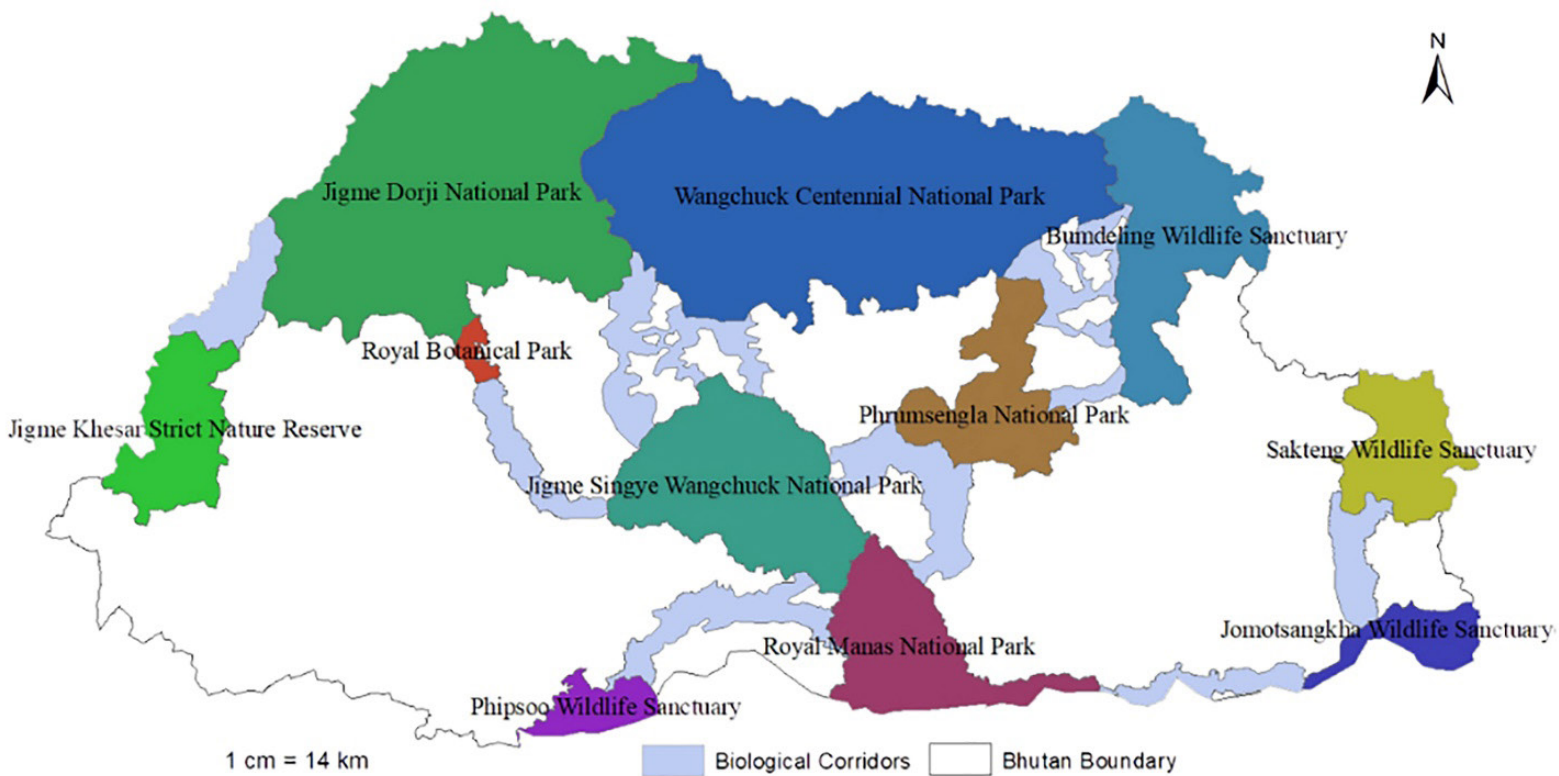 N
Jigme Dorji National Park
Wangchuck Centennial National Park
Bumdeling Wildlife Sanctuary
Royal Botanical Park
Phrumsengla National Park
Jigme Khesar Strict Nature Reserve
Sakteng Wildlife Sanctuary
Jigme Singye Wangchuck National Park
Jomotsangkha Wildlife Sanctuary
Royal Manas National Park
Phipsoo Wildlife Sanctuary
1 cm = 14 km
Biological Corridors
Bhutan Boundary